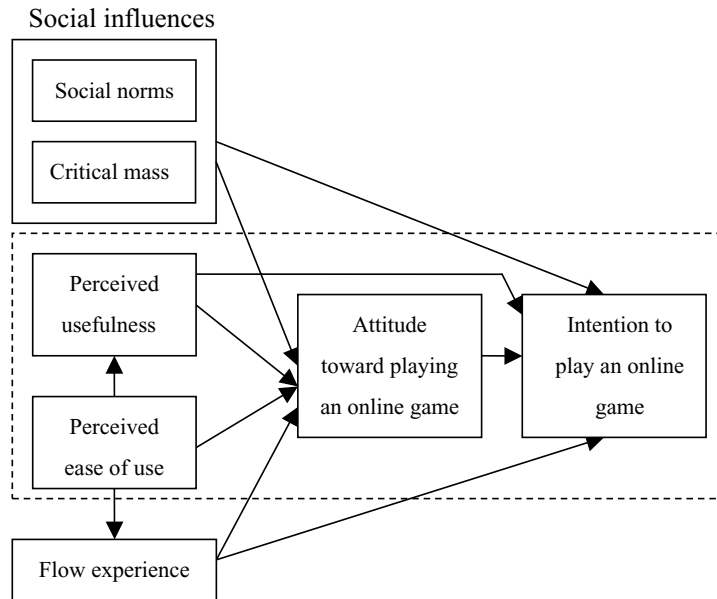 Social influences
Social norms
Critical mass
Perceived
usefulness
Attitude
toward playing
an online game
Intention to
play an online
game
Perceived
ease of use
Flow experience